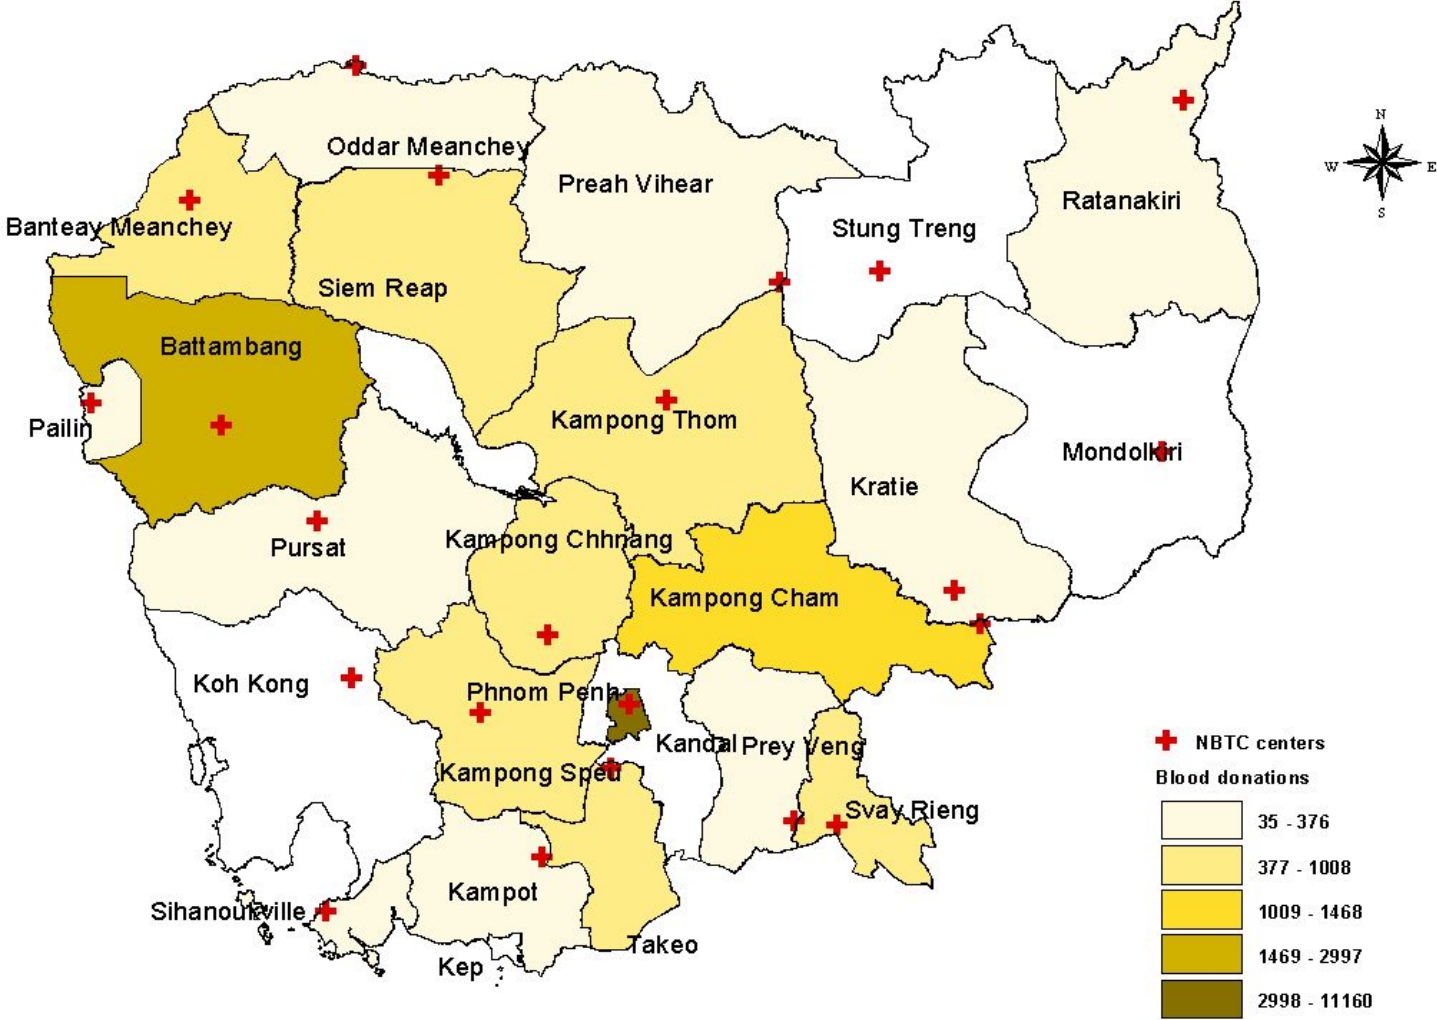 N
W E
S
Oddar Meanchey
Preah Vihear
Ratanakiri
Stung Treng
Banteay Meanchey
Siem Reap
Battambang
Pailin
Kampong Thom
Mondolkiri
Kratie
Pursat
Kampong Chhnang
Kampong Cham
Koh Kong
Phnom Penh
Kandal
Prey Veng
Kampong Speu
Svay Rieng
Kampot
Sihanoukville
Takeo
Kep
NBTC centers
Blood donations
35 - 376
377 - 1008
1009 - 1468
1469 - 2997
2998 - 11160